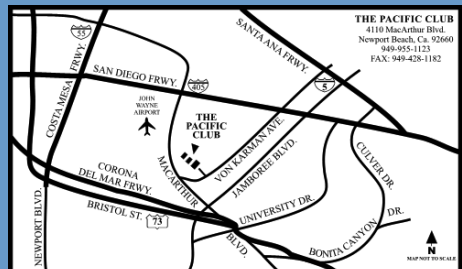 THE PACIFIC CLUB
4110 MacArthur Blvd.
Newport Beach, Ca. 92660
949-955-1123
FAX: 949-428-1182
55
SANTA ANA FRWY.
COSTA MESA FRWY.
SAN DIEGO FRWY.
405
5
JOHN
WAYNE
AIRPORT
THE
PACIFIC
CLUB
VON KARMAN AVE.
JAMBOREE BLVD.
CULVER DR.
MACARTHUR
BLVD.
CORONA
DEL MAR FRWY.
BRISTOL ST.
73
UNIVERSITY DR.
NEWPORT BLVD.
BONITA CANYON DR.
N
MAP NOT TO SCALE